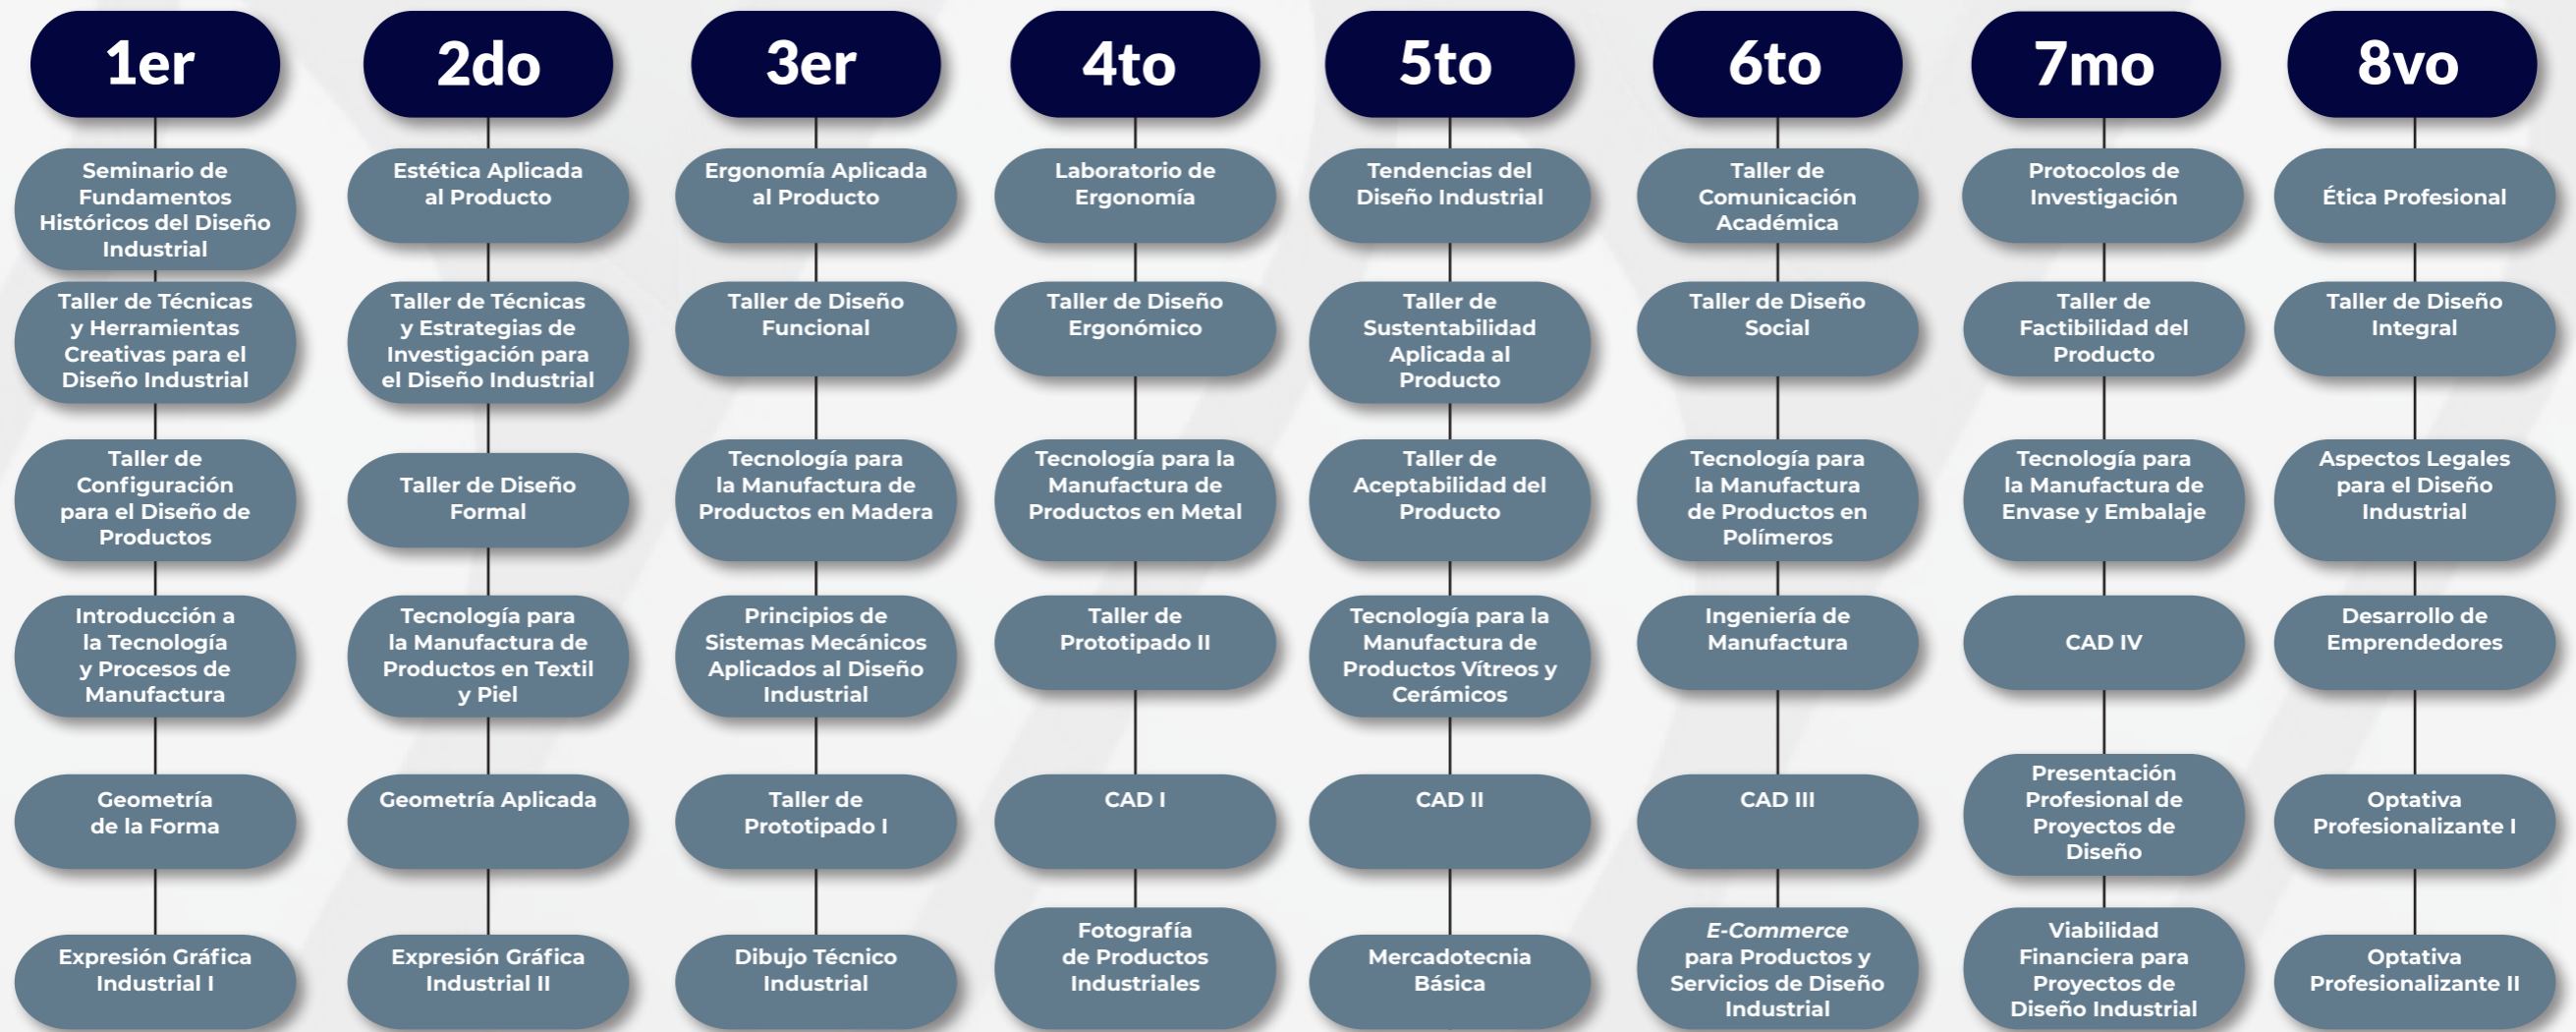 1er
Seminario de
Fundamentos
Históricos del Diseño
Industrial
Taller de Técnicas
y Herramientas
Creativas para el
Diseño Industrial
Taller de
Configuración
para el Diseño de
Productos
Introducción a
la Tecnología
y Procesos de
Manufactura
Geometría
de la Forma
Expresión Gráfica
Industrial I
2do
Estética Aplicada
al Producto
Taller de Técnicas
y Estrategias de
Investigación para
el Diseño Industrial
Taller de Diseño
Formal
Tecnología para
la Manufactura de
Productos en Textil
y Piel
Geometría Aplicada
Expresión Gráfica
Industrial II
3er
Ergonomía Aplicada
al Producto
Taller de Diseño
Funcional
Tecnología para
la Manufactura de
Productos en Madera
Principios de
Sistemas Mecánicos
Aplicados al Diseño
Industrial
Taller de
Prototipado I
Dibujo Técnico
Industrial
4to
Laboratorio de
Ergonomía
Taller de Diseño
Ergonómico
Tecnología para la
Manufactura de
Productos en Metal
Taller de
Prototipado II
CAD I
Fotografía
de Productos
Industriales
5to
Tendencias del
Diseño Industrial
Taller de
Sustentabilidad
Aplicada al
Producto
Taller de
Aceptabilidad del
Producto
Tecnología para la
Manufactura de
Productos Vítreos y
Cerámicos
CAD II
Mercadotecnia
Básica
6to
Taller de
Comunicación
Académica
Taller de Diseño
Social
Tecnología para
la Manufactura
de Productos en
Polímeros
Ingeniería de
Manufactura
CAD III
E-Commerce
para Productos y
Servicios de Diseño
Industrial
7mo
Protocolos de
Investigación
Taller de
Factibilidad del
Producto
Tecnología para
la Manufactura de
Envase y Embalaje
CAD IV
Presentación
Profesional de
Proyectos de
Diseño
Viabilidad
Financiera para
Proyectos de
Diseño Industrial
8vo
Ética Profesional
Taller de Diseño
Integral
Aspectos Legales
para el Diseño
Industrial
Desarrollo de
Emprendedores
Optativa
Profesionalizante I
Optativa
Profesionalizante II